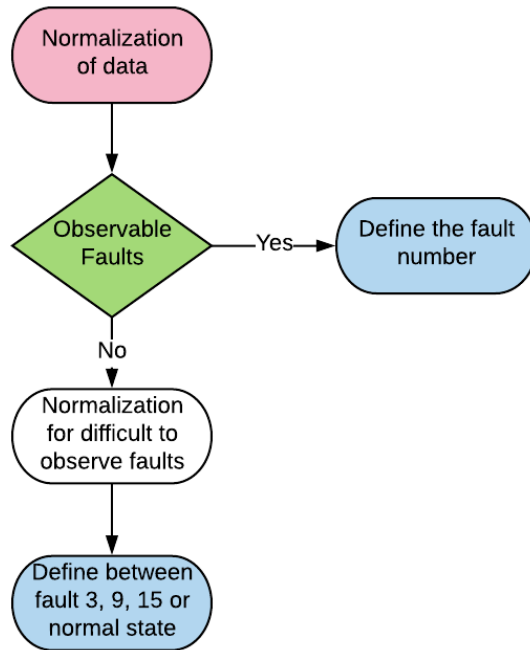 Normalization
of data
Observable
Faults
Yes
Define the fault
number
No
Normalization
for difficult to
observe faults
Define between
fault 3, 9, 15 or
normal state